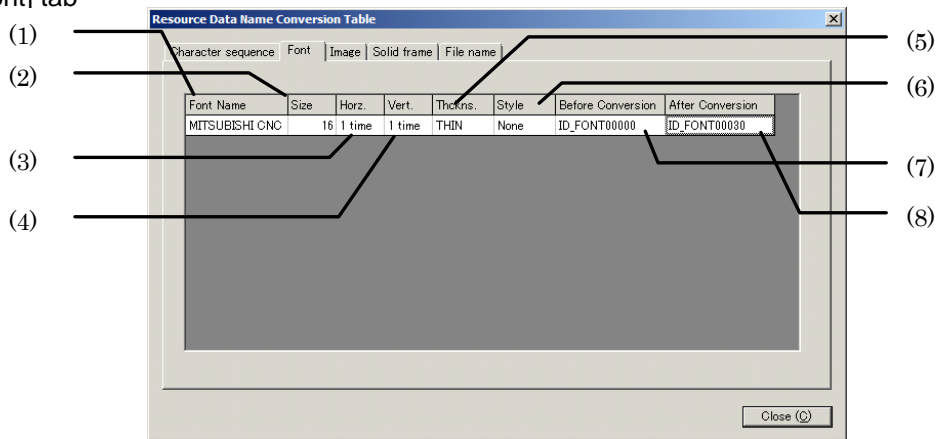 ont] tab
Resource Data Name Conversion Table
(1)
(5)
Character sequence Font Image Solid frame File name
(2)
(6)
Font Name Size Horz. Vert. Thckns. Style Before Conversion After Conversion
MITSUBISHI CNC 16 1 time 1 time THIN None ID_FONT00000 ID_FONT00030
(3)
(7)
(4)
(8)
Close (C)